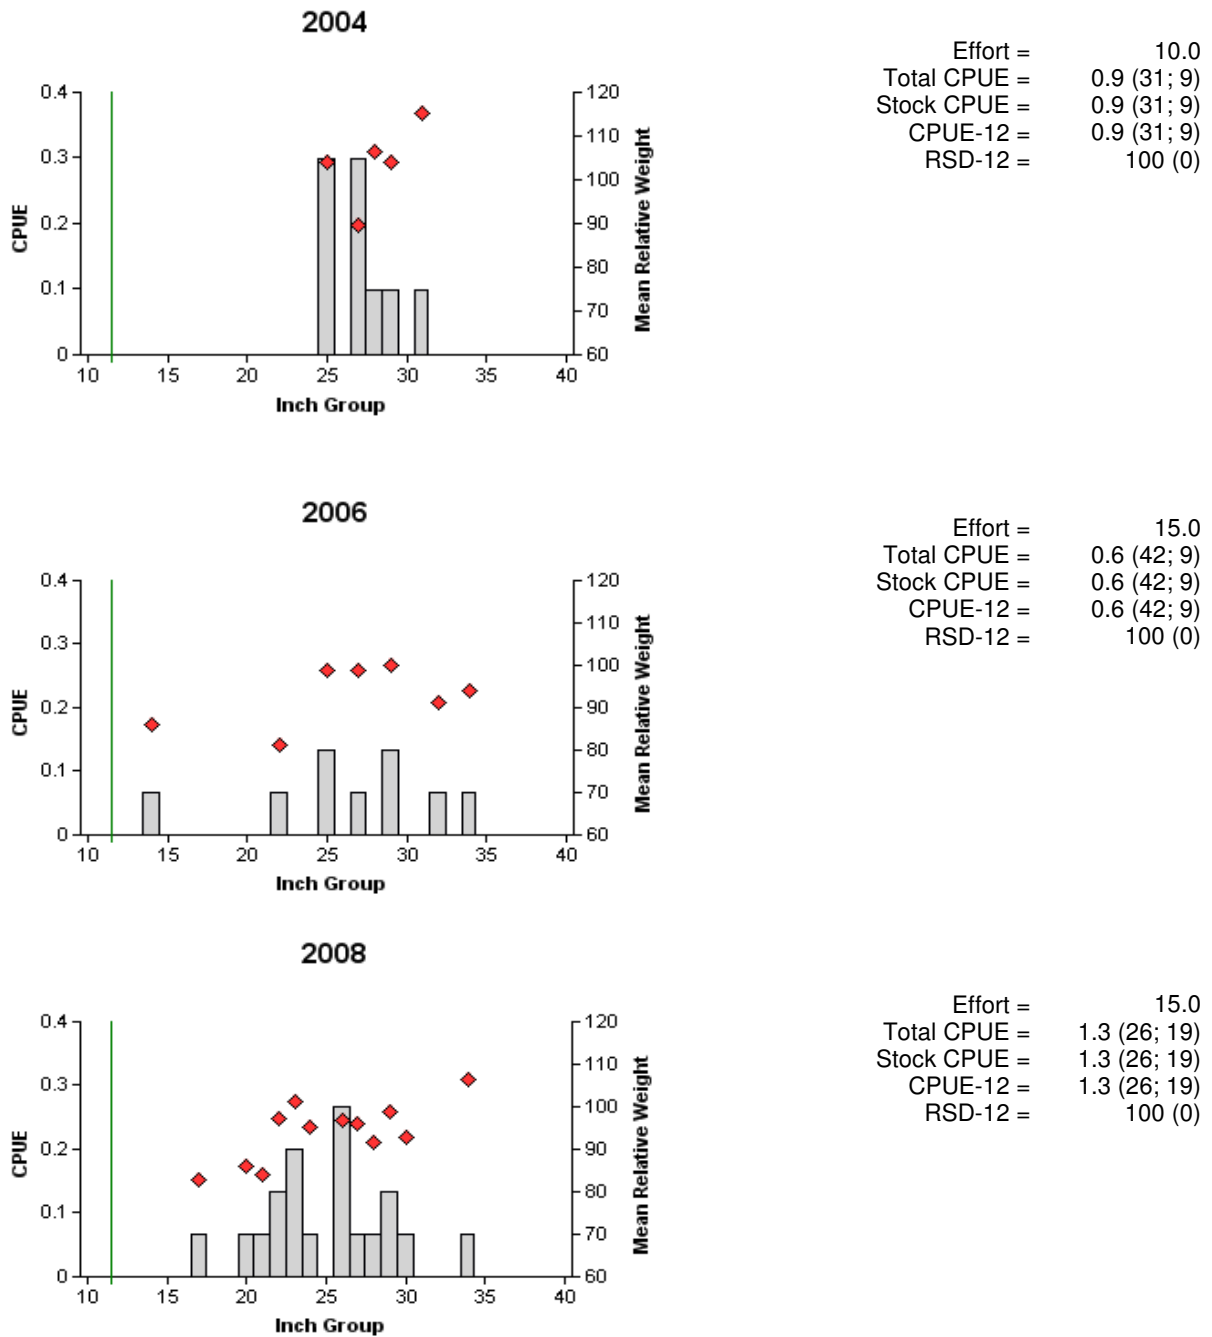 2004
Effort = 10.0
Total CPUE = 0.9 (31; 9)
Stock CPUE = 0.9 (31; 9)
CPUE-12 = 0.9 (31; 9)
RSD-12 = 100 (0)
0.4
0.3
0.2
0.1
0
CPUE
120
110
100
90
80
70
60
Mean Relative Weight
10 15 20 25 30 35 40
Inch Group
2006
Effort = 15.0
Total CPUE = 0.6 (42; 9)
Stock CPUE = 0.6 (42; 9)
CPUE-12 = 0.6 (42; 9)
RSD-12 = 100 (0)
0.4
0.3
0.2
0.1
0
CPUE
120
110
100
90
80
70
60
Mean Relative Weight
10 15 20 25 30 35 40
Inch Group
2008
Effort = 15.0
Total CPUE = 1.3 (26; 19)
Stock CPUE = 1.3 (26; 19)
CPUE-12 = 1.3 (26; 19)
RSD-12 = 100 (0)
0.4
0.3
0.2
0.1
0
CPUE
120
110
100
90
80
70
60
Mean Relative Weight
10 15 20 25 30 35 40
Inch Group